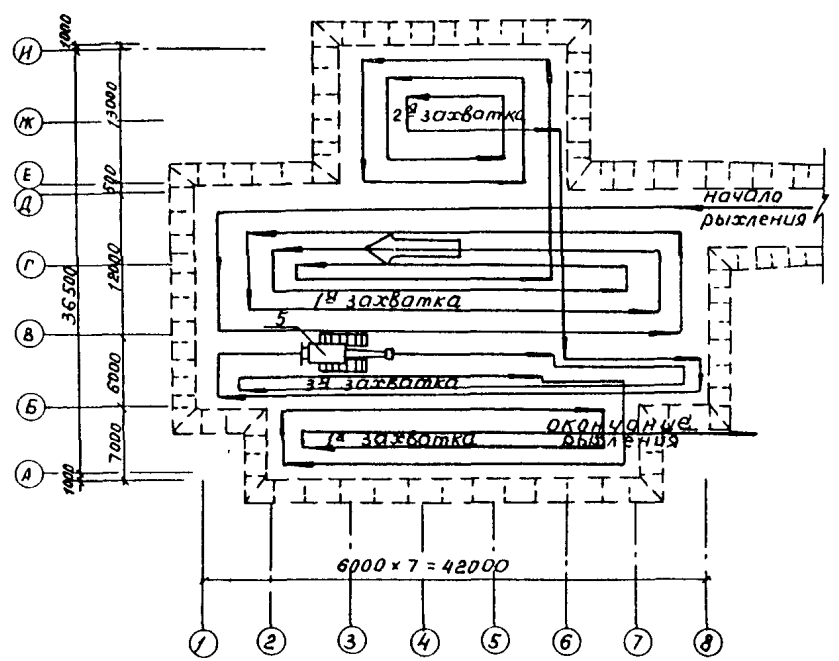 И
1000
Ж
13000
2я захватка
Е
500
Д
начало
рыхления
Г
12000
36500
1я захватка
В
5
6000
3я захватка
Б
окончание
1я захватка
рыхления
7000
А
1000
6000 × 7 = 42000
1 2 3 4 5 6 7 8